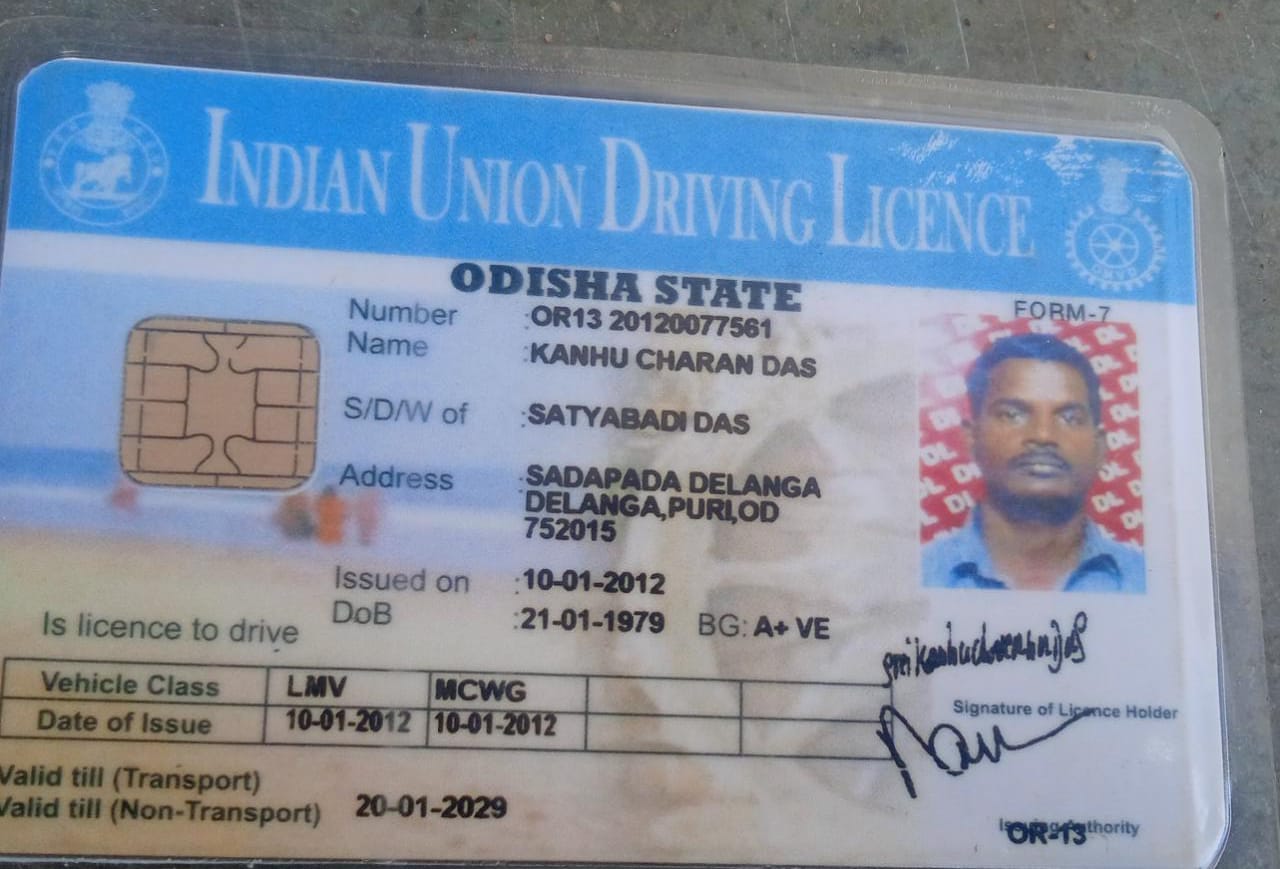 INDIAN UNION DRIVING LICENCE
ODISHA STATE
FORM-7
Number :OR13 20120077561
Name :KANHU CHARAN DAS
S/D/W of :SATYABADI DAS
Address :SADAPADA DELANGA
DELANGA,PURI,OD
752015
Issued on :10-01-2012
DoB :21-01-1979 BG: A+ VE
Is licence to drive
Vehicle Class LMV MCWG
Date of Issue 10-01-2012 10-01-2012
Signature of Licence Holder
Valid till (Transport)
Valid till (Non-Transport) 20-01-2029
Issuing Authority
OR-13